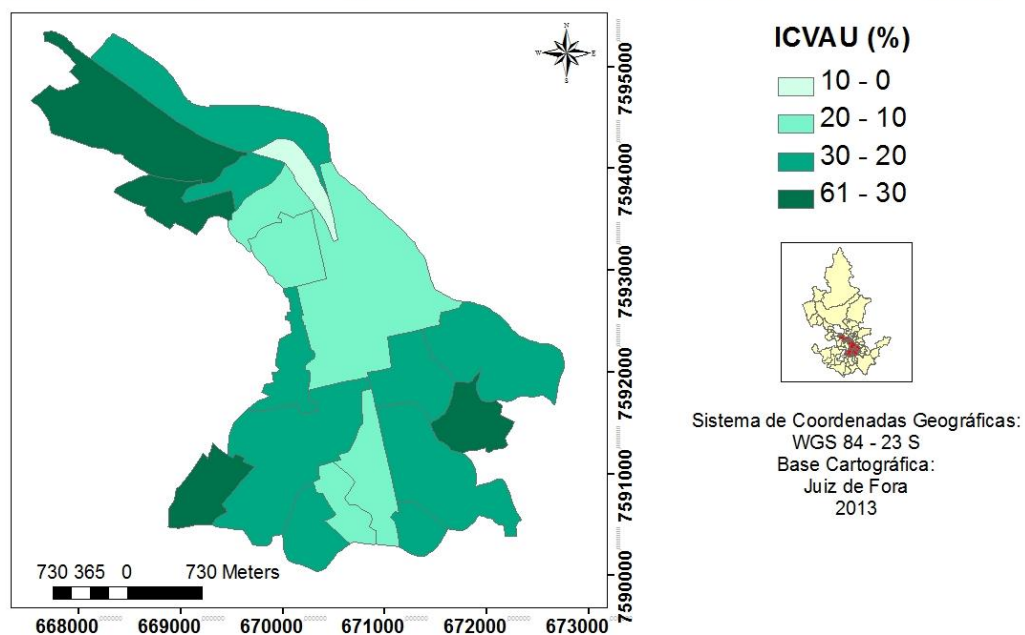 N
W
E
S
ICVAU (%)
10 - 0
20 - 10
30 - 20
61 - 30
7595000
7594000
7593000
7592000
7591000
7590000
Sistema de Coordenadas Geográficas:
WGS 84 - 23 S
Base Cartográfica:
Juiz de Fora
2013
730 365 0 730 Meters
668000 669000 670000 671000 672000 673000